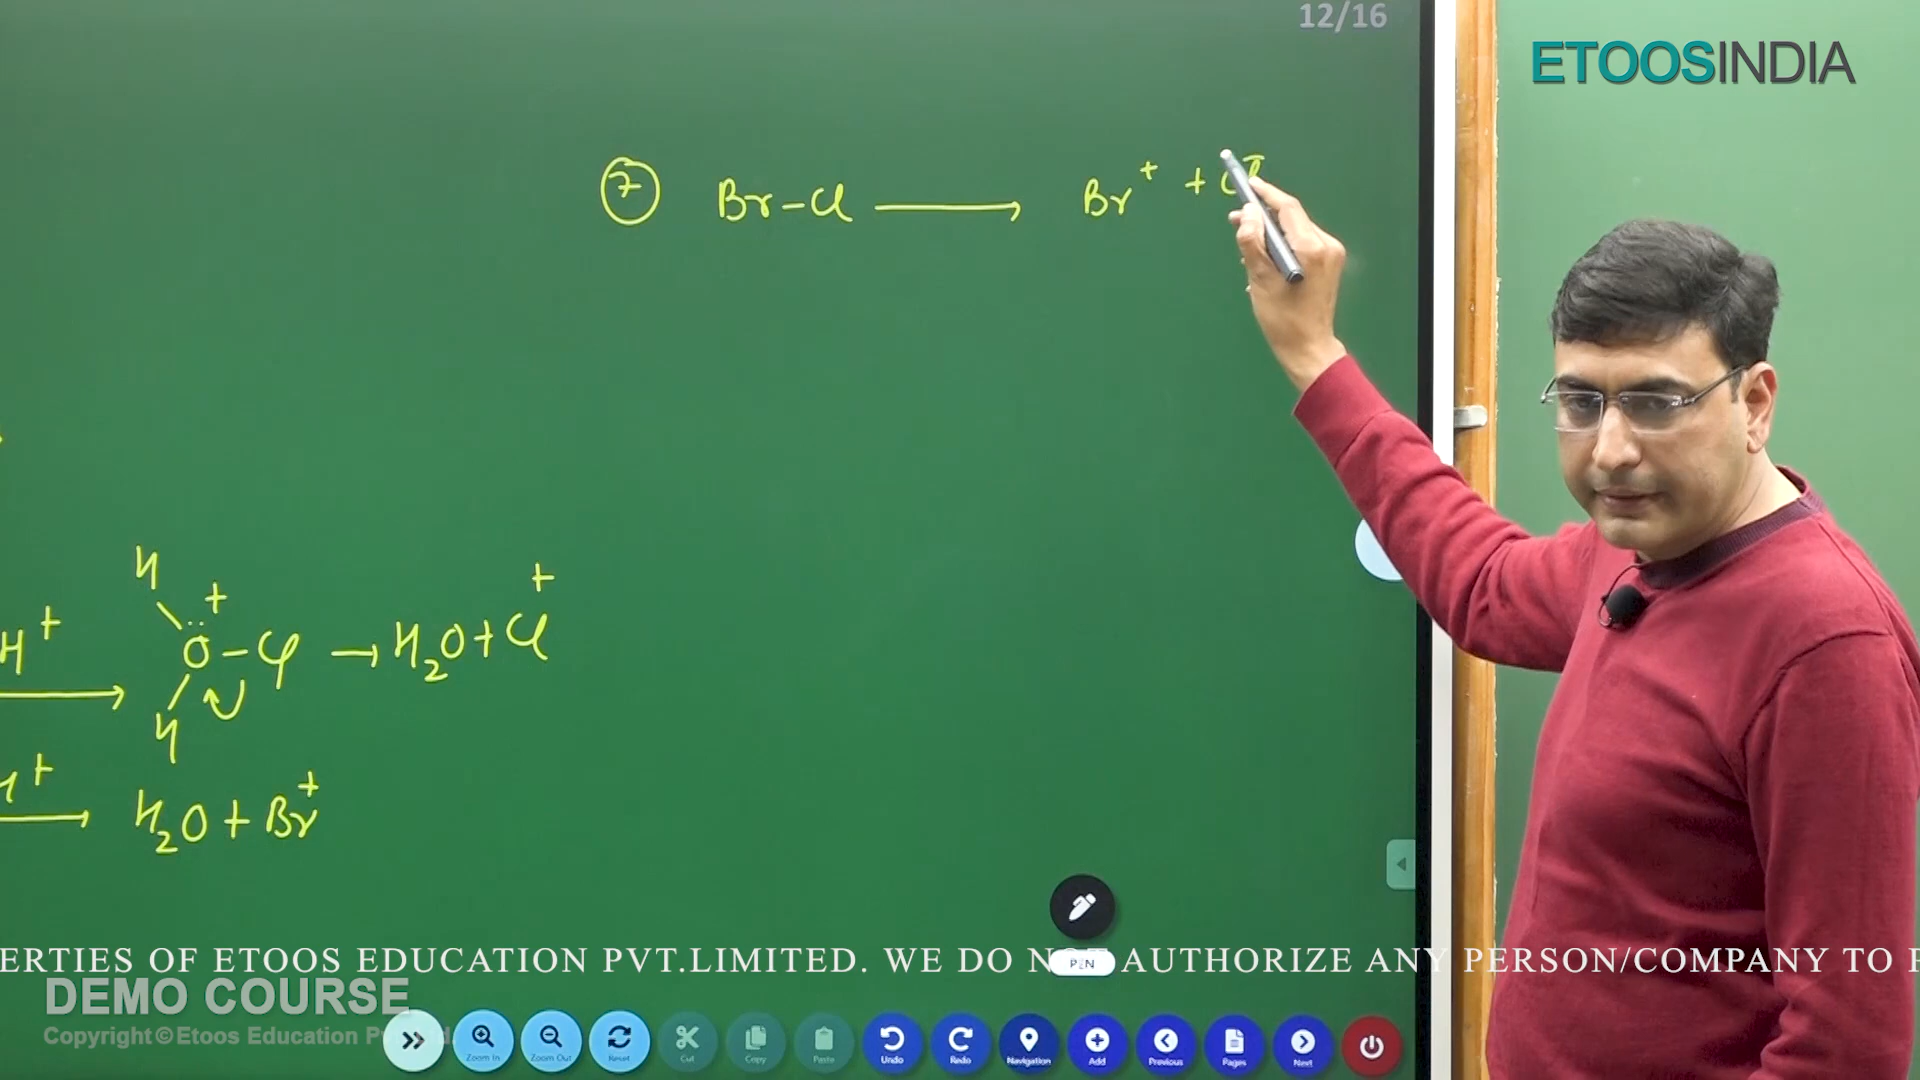 12/16
ETOOSINDIA
⑦ Br-Cl ⟶ Br⁺ + Cl⁻
H
H⁺ ⟶ O⁺-Cl → H₂O + Cl⁺
H
H⁺ ⟶ H₂O + Br⁺
PEN
ERTIES OF ETOOS EDUCATION PVT.LIMITED. WE DO NOT AUTHORIZE ANY PERSON/COMPANY TO
DEMO COURSE
Copyright © Etoos Education
Zoom In Zoom Out Reset Cut Copy Paste Undo Redo Navigation Add Previous Pages Next